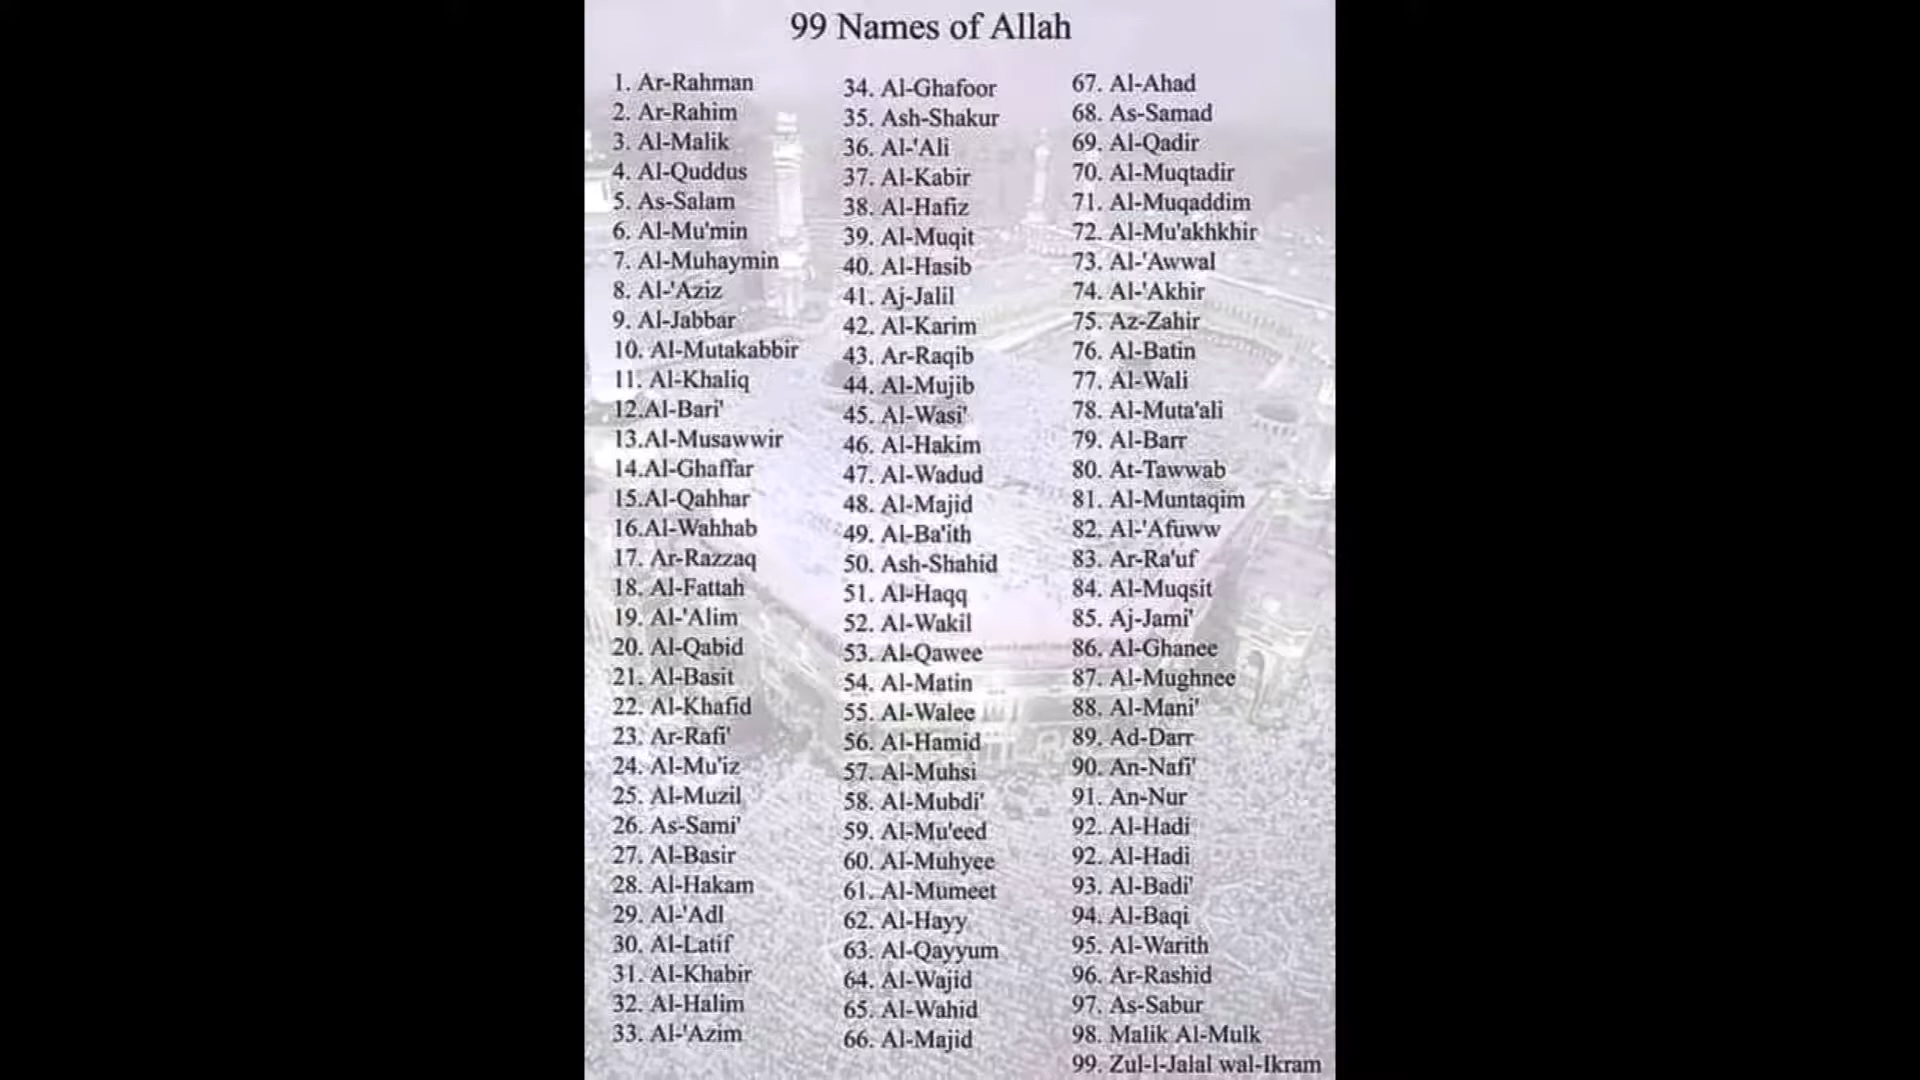 99 Names of Allah
1. Ar-Rahman
2. Ar-Rahim
3. Al-Malik
4. Al-Quddus
5. As-Salam
6. Al-Mu'min
7. Al-Muhaymin
8. Al-'Aziz
9. Al-Jabbar
10. Al-Mutakabbir
11. Al-Khaliq
12.Al-Bari'
13.Al-Musawwir
14.Al-Ghaffar
15.Al-Qahhar
16.Al-Wahhab
17. Ar-Razzaq
18. Al-Fattah
19. Al-'Alim
20. Al-Qabid
21. Al-Basit
22. Al-Khafid
23. Ar-Rafi'
24. Al-Mu'iz
25. Al-Muzil
26. As-Sami'
27. Al-Basir
28. Al-Hakam
29. Al-'Adl
30. Al-Latif
31. Al-Khabir
32. Al-Halim
33. Al-'Azim
34. Al-Ghafoor
35. Ash-Shakur
36. Al-'Ali
37. Al-Kabir
38. Al-Hafiz
39. Al-Muqit
40. Al-Hasib
41. Aj-Jalil
42. Al-Karim
43. Ar-Raqib
44. Al-Mujib
45. Al-Wasi'
46. Al-Hakim
47. Al-Wadud
48. Al-Majid
49. Al-Ba'ith
50. Ash-Shahid
51. Al-Haqq
52. Al-Wakil
53. Al-Qawee
54. Al-Matin
55. Al-Walee
56. Al-Hamid
57. Al-Muhsi
58. Al-Mubdi'
59. Al-Mu'eed
60. Al-Muhyee
61. Al-Mumeet
62. Al-Hayy
63. Al-Qayyum
64. Al-Wajid
65. Al-Wahid
66. Al-Majid
67. Al-Ahad
68. As-Samad
69. Al-Qadir
70. Al-Muqtadir
71. Al-Muqaddim
72. Al-Mu'akhkhir
73. Al-'Awwal
74. Al-'Akhir
75. Az-Zahir
76. Al-Batin
77. Al-Wali
78. Al-Muta'ali
79. Al-Barr
80. At-Tawwab
81. Al-Muntaqim
82. Al-'Afuww
83. Ar-Ra'uf
84. Al-Muqsit
85. Aj-Jami'
86. Al-Ghanee
87. Al-Mughnee
88. Al-Mani'
89. Ad-Darr
90. An-Nafi'
91. An-Nur
92. Al-Hadi
92. Al-Hadi
93. Al-Badi'
94. Al-Baqi
95. Al-Warith
96. Ar-Rashid
97. As-Sabur
98. Malik Al-Mulk
99. Zul-l-Jalal wal-Ikram